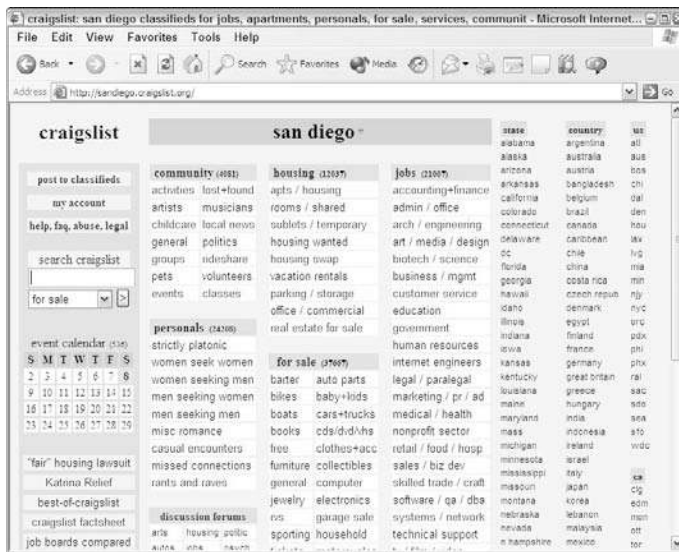 craigslist: san diego classifieds for jobs, apartments, personals, for sale, services, communit - Microsoft Internet...
File Edit View Favorites Tools Help
Back Search Favorites Media
Address http://sandiego.craigslist.org/ Go
craigslist
post to classifieds
my account
help, faq, abuse, legal
search craigslist
for sale >
event calendar (536)
S M T W T F S
2 3 4 5 6 7 8
9 10 11 12 13 14 15
16 17 18 19 20 21 22
23 24 25 26 27 28 29
"fair" housing lawsuit
Katrina Relief
best-of-craigslist
craigslist factsheet
job boards compared
san diego
community
activities lost+found
artists musicians
childcare local news
general politics
groups rideshare
pets volunteers
events classes
personals (24208)
strictly platonic
women seek women
women seeking men
men seeking women
men seeking men
misc romance
casual encounters
missed connections
rants and raves
discussion forums
arts housing politic
autos jobs psych
housing (12037)
apts / housing
rooms / shared
sublets / temporary
housing wanted
housing swap
vacation rentals
parking / storage
office / commercial
real estate for sale
for sale (37667)
barter auto parts
bikes baby+kids
boats cars+trucks
books cds/dvd/vhs
free clothes+acc
furniture collectibles
general computer
jewelry electronics
rvs garage sale
sporting household
jobs (21007)
accounting+finance
admin / office
arch / engineering
art / media / design
biotech / science
business / mgmt
customer service
education
government
human resources
internet engineers
legal / paralegal
marketing / pr / ad
medical / health
nonprofit sector
retail / food / hosp
sales / biz dev
skilled trade / craft
software / qa / dba
systems / network
technical support
state
alabama
alaska
arizona
arkansas
california
colorado
connecticut
delaware
dc
florida
georgia
hawaii
idaho
illinois
indiana
iowa
kansas
kentucky
louisiana
maine
maryland
mass
michigan
minnesota
mississippi
missouri
montana
nebraska
nevada
n hampshire
country
argentina
australia
austria
bangladesh
belgium
brazil
canada
caribbean
chile
china
costa rica
czech repub
denmark
egypt
finland
france
germany
great britain
greece
hungary
india
indonesia
ireland
israel
italy
japan
korea
lebanon
malaysia
mexico
us
atl
aus
bos
chi
dal
den
hou
lax
lvg
mia
min
njy
nyc
orc
pdx
phi
phx
ral
sac
sdo
sea
sfo
wdc
ca
clg
edm
mon
ott
tor